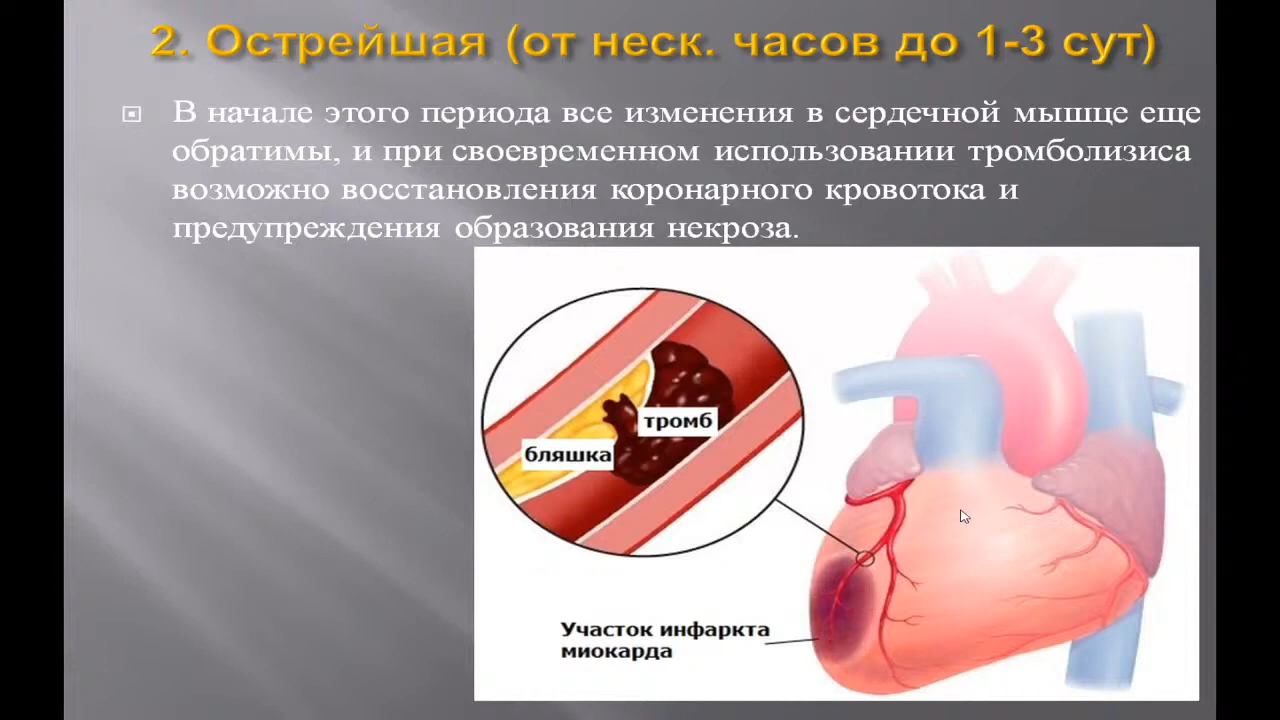 2. Острейшая (от неск. часов до 1-3 сут)
В начале этого периода все изменения в сердечной мышце еще
обратимы, и при своевременном использовании тромболизиса
возможно восстановления коронарного кровотока и
предупреждения образования некроза.
тромб
бляшка
Участок инфаркта
миокарда